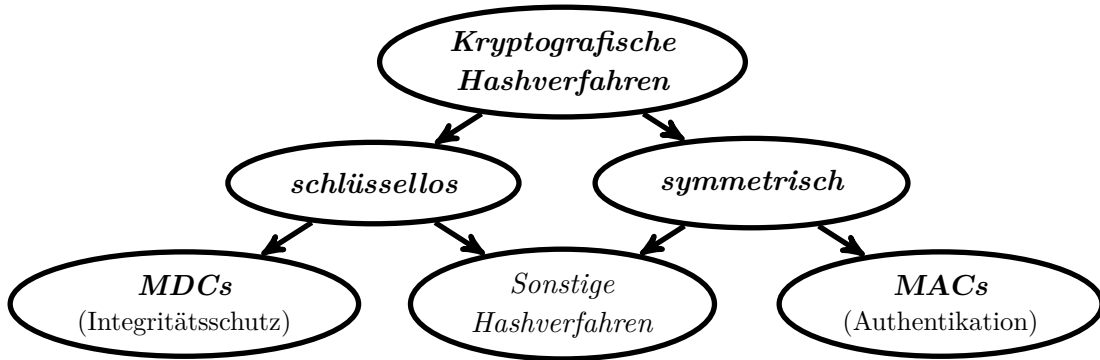 Kryptografische
Hashverfahren
schlüssellos
symmetrisch
MDCs
(Integritätsschutz)
Sonstige
Hashverfahren
MACs
(Authentikation)